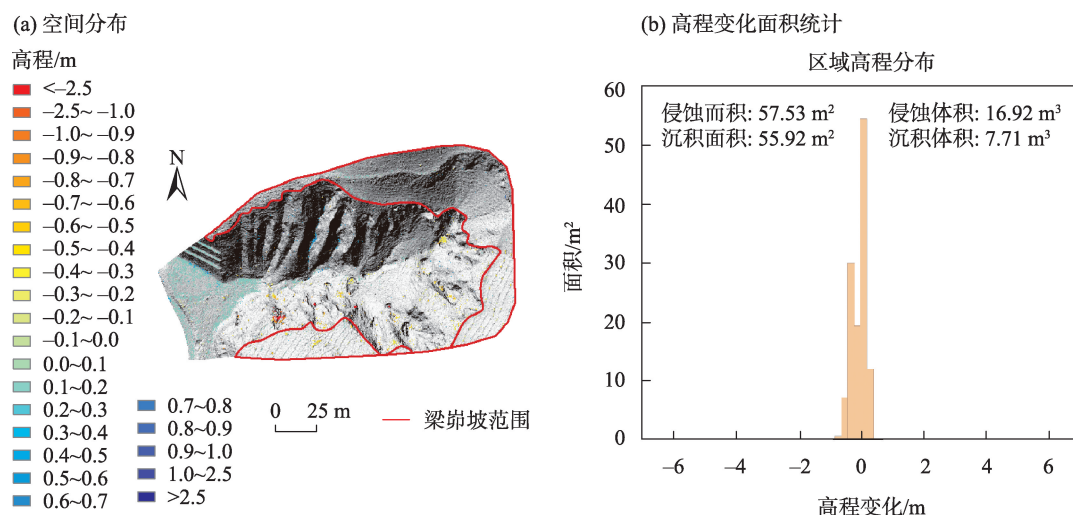 (a) 空间分布
高程/m
<–2.5
–2.5~ –1.0
–1.0~ –0.9
–0.9~ –0.8
–0.8~ –0.7
–0.7~ –0.6
–0.6~ –0.5
–0.5~ –0.4
–0.4~ –0.3
–0.3~ –0.2
–0.2~ –0.1
–0.1~0.0
0.0~0.1
0.1~0.2
0.2~0.3
0.3~0.4
0.4~0.5
0.5~0.6
0.6~0.7
0.7~0.8
0.8~0.9
0.9~1.0
1.0~2.5
>2.5
N
0 25 m
梁峁坡范围
(b) 高程变化面积统计
区域高程分布
侵蚀而积: 57.53 m²
沉积面积: 55.92 m²
侵蚀体积: 16.92 m³
沉积体积: 7.71 m³
面积/m²
60
50
40
30
20
10
0
–6 –4 –2 0 2 4 6
高程变化/m